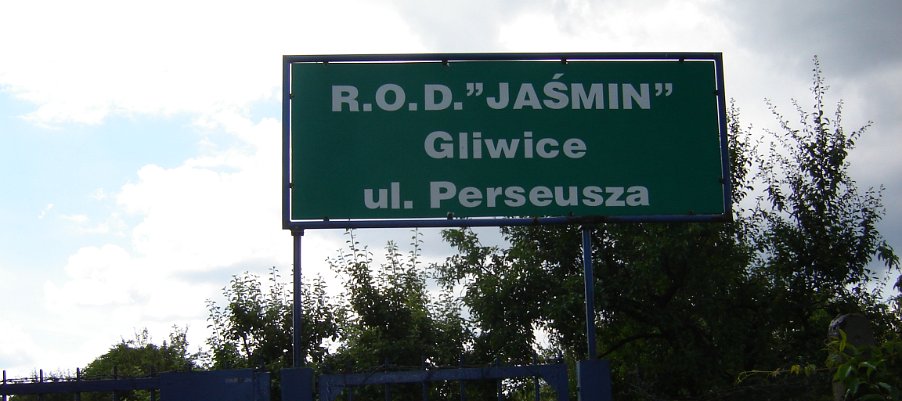 R.O.D.”JAŚMIN”
Gliwice
ul. Perseusza